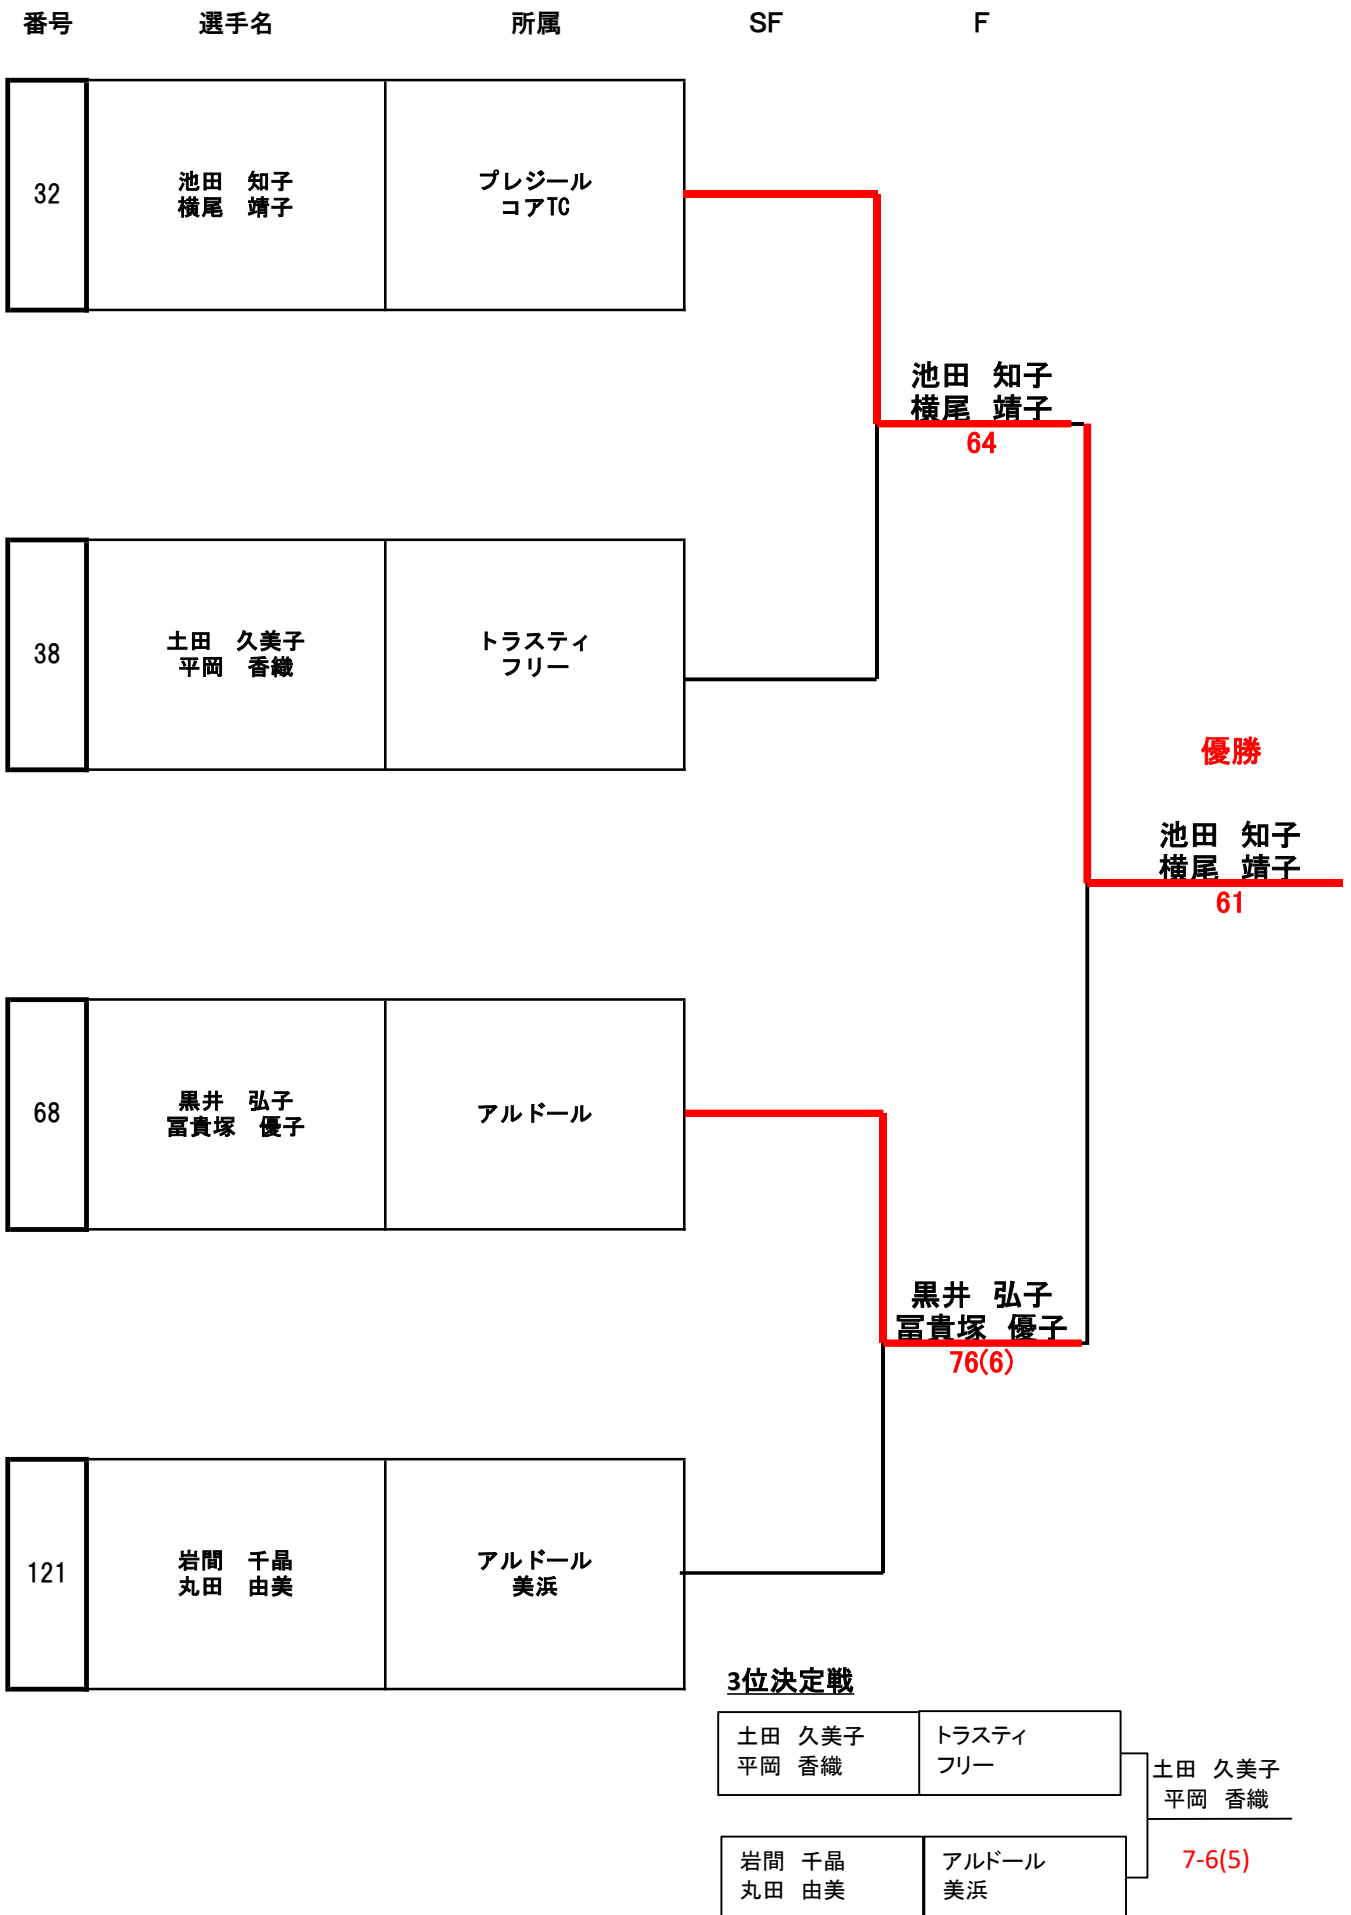 番号 選手名 所属 SF F
32
池田 知子
横尾 靖子
プレジール
コアTC
池田 知子
横尾 靖子
64
38
土田 久美子
平岡 香織
トラスティ
フリー
優勝
池田 知子
横尾 靖子
61
68
黒井 弘子
冨貴塚 優子
アルドール
黒井 弘子
冨貴塚 優子
76(6)
121
岩間 千晶
丸田 由美
アルドール
美浜
3位決定戦
土田 久美子
平岡 香織
トラスティ
フリー
土田 久美子
平岡 香織
7-6(5)
岩間 千晶
丸田 由美
アルドール
美浜